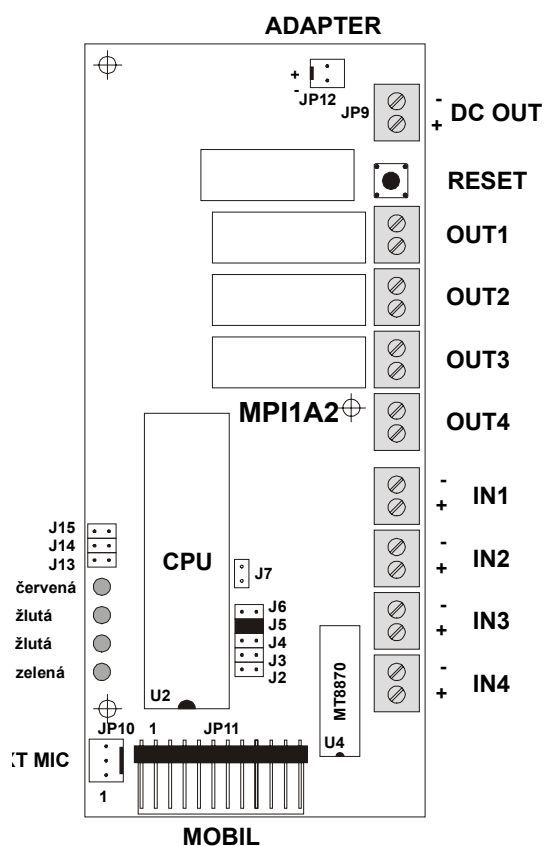 ADAPTER
+
-
JP12
JP9
-
+
DC OUT
RESET
OUT1
OUT2
OUT3
MPI1A2
OUT4
-
+
IN1
J15
J14
J13
CPU
-
+
IN2
J7
červená
žlutá
žlutá
zelená
J6
J5
J4
J3
J2
-
+
IN3
MT8870
-
+
IN4
U2
U4
JP10
1
JP11
XT MIC
1
MOBIL